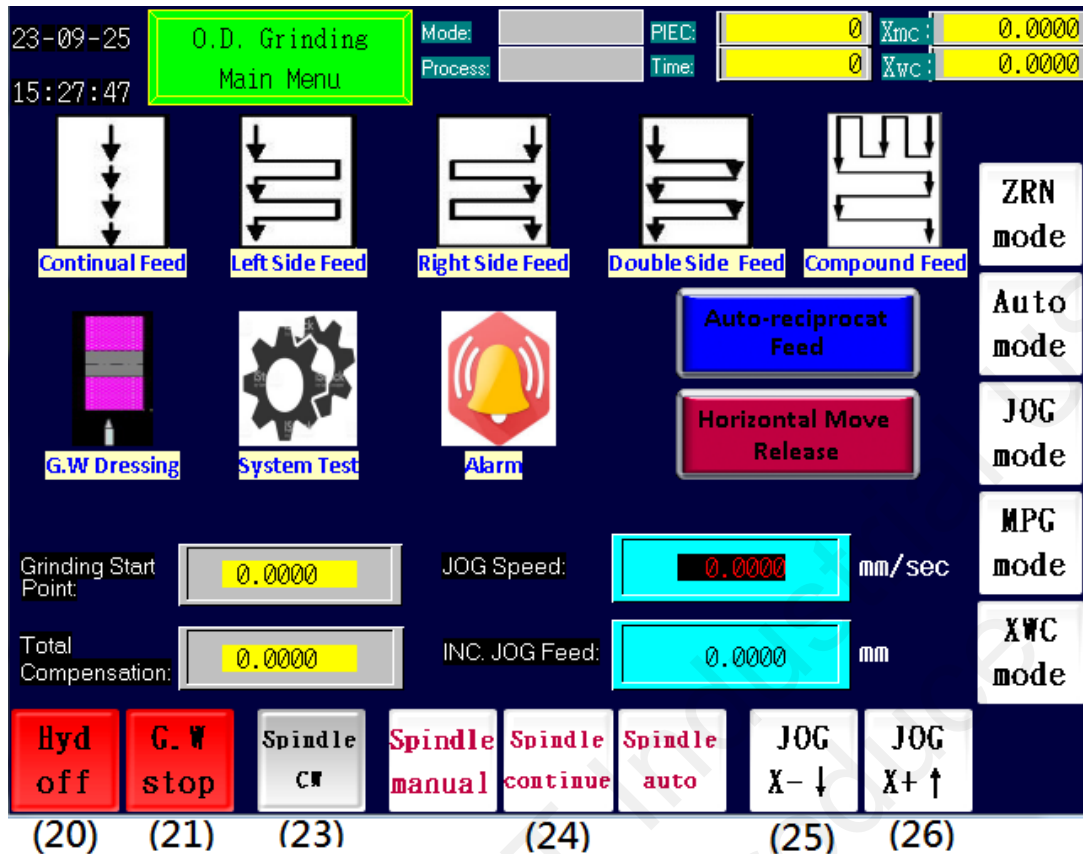 23-09-25
15:27:47
O.D. Grinding
Main Menu
Mode:
PIEC:
0
Xmc:
0.0000
Process:
Time:
0
Xwc:
0.0000
Continual Feed
Left Side Feed
Right Side Feed
Double Side Feed
Compound Feed
ZRN
mode
Auto
mode
JOG
mode
MPG
mode
XWC
mode
Auto-reciprocat
Feed
Horizontal Move
Release
G.W Dressing
System Test
Alarm
Grinding Start
Point:
0.0000
JOG Speed:
0.0000
mm/sec
Total
Compensation:
0.0000
INC. JOG Feed:
0.0000
mm
Hyd
off
G.W
stop
Spindle
CW
Spindle
manual
Spindle
continue
Spindle
auto
JOG
X-↓
JOG
X+↑
(20)
(21)
(23)
(24)
(25)
(26)